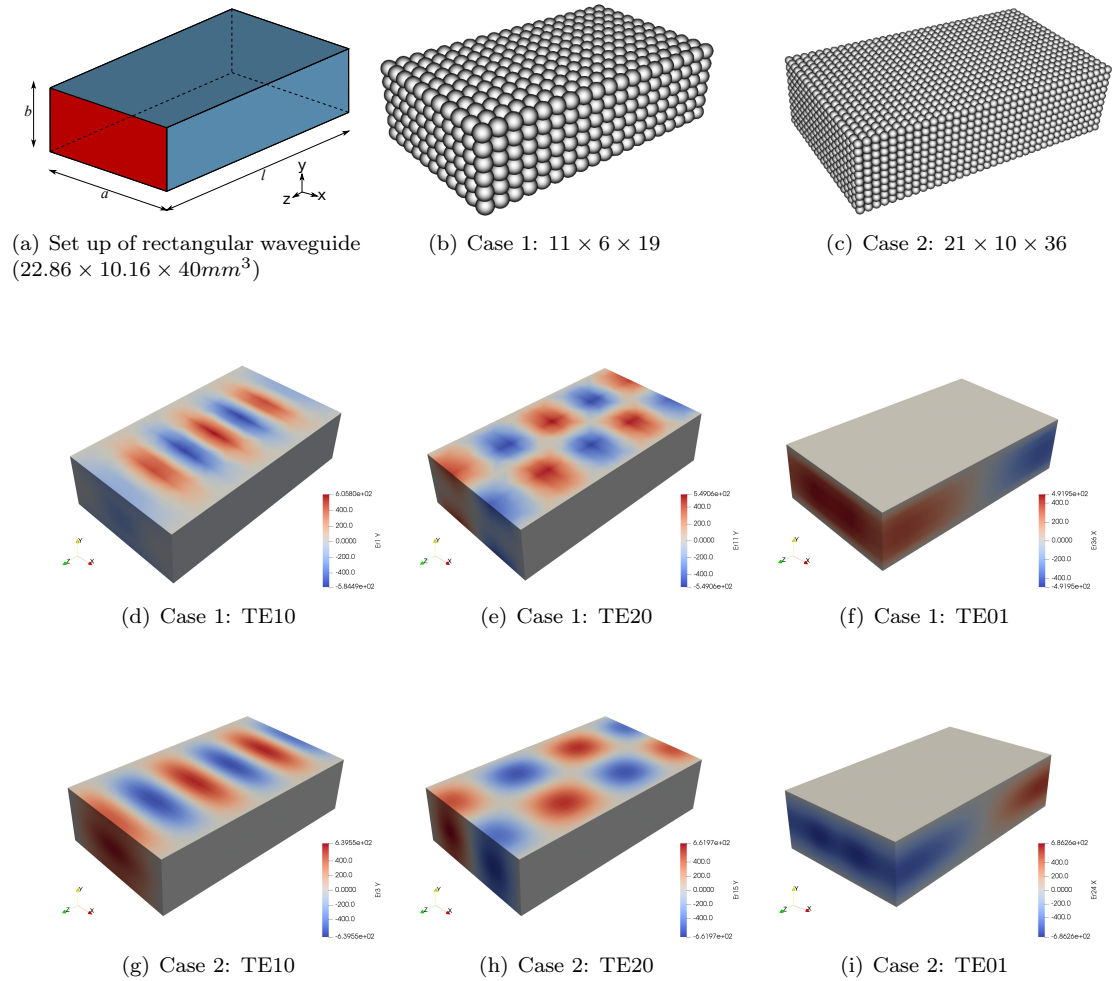 b
a
l
y
z
x
(a) Set up of rectangular waveguide
(22.86 × 10.16 × 40mm³)
(b) Case 1: 11 × 6 × 19
(c) Case 2: 21 × 10 × 36
6.0580e+02
400.0
200.0
0.0000
-200.0
-400.0
-5.8449e+02
Er1 Y
Y
Z
X
(d) Case 1: TE10
5.4906e+02
400.0
200.0
0.0000
-200.0
-400.0
-5.4906e+02
Er11 Y
Y
Z
X
(e) Case 1: TE20
4.9195e+02
400.0
200.0
0.0000
-200.0
-400.0
-4.9195e+02
Er36 X
Y
Z
X
(f) Case 1: TE01
6.3955e+02
400.0
200.0
0.0000
-200.0
-400.0
-6.3955e+02
Er3 Y
Y
Z
X
(g) Case 2: TE10
6.6197e+02
400.0
200.0
0.0000
-200.0
-400.0
-6.6197e+02
Er15 Y
Y
Z
X
(h) Case 2: TE20
6.8626e+02
400.0
200.0
0.0000
-200.0
-400.0
-6.8626e+02
Er24 X
Y
Z
X
(i) Case 2: TE01